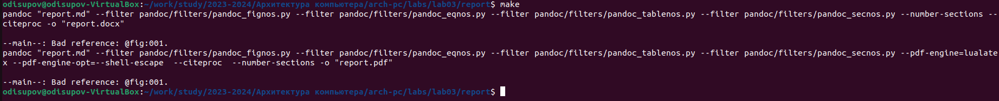 odisupov@odisupov-VirtualBox:~/work/study/2023-2024/Архитектура компьютера/arch-pc/labs/lab03/report$ make
pandoc "report.md" --filter pandoc/filters/pandoc_fignos.py --filter pandoc/filters/pandoc_eqnos.py --filter pandoc/filters/pandoc_tablenos.py --filter pandoc/filters/pandoc_secnos.py --number-sections --
citeproc -o "report.docx"
--main--: Bad reference: @fig:001.
pandoc "report.md" --filter pandoc/filters/pandoc_fignos.py --filter pandoc/filters/pandoc_eqnos.py --filter pandoc/filters/pandoc_tablenos.py --filter pandoc/filters/pandoc_secnos.py --pdf-engine=lualate
x --pdf-engine-opt=--shell-escape  --citeproc  --number-sections -o "report.pdf"
--main--: Bad reference: @fig:001.
odisupov@odisupov-VirtualBox:~/work/study/2023-2024/Архитектура компьютера/arch-pc/labs/lab03/report$